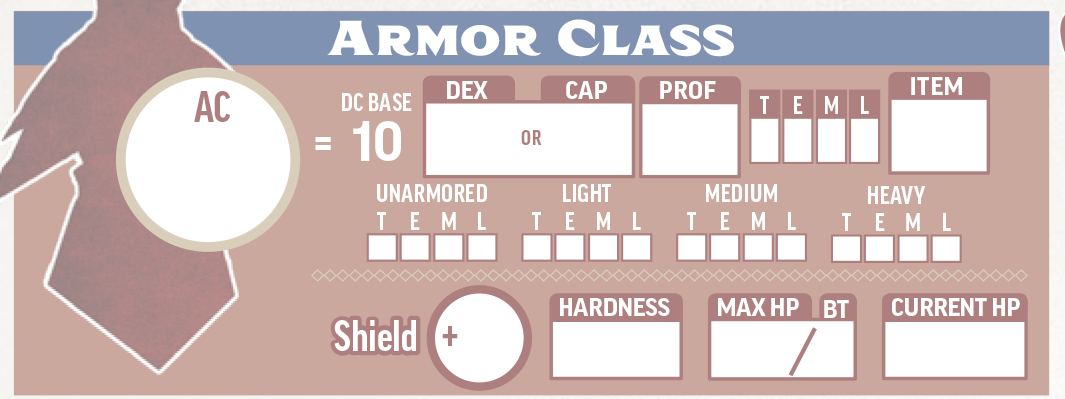 ARMOR CLASS
AC
= DC BASE 10
DEX OR CAP
PROF
T E M L
ITEM
UNARMORED LIGHT MEDIUM HEAVY
T E M L T E M L T E M L T E M L
Shield +
HARDNESS
MAX HP / BT
CURRENT HP